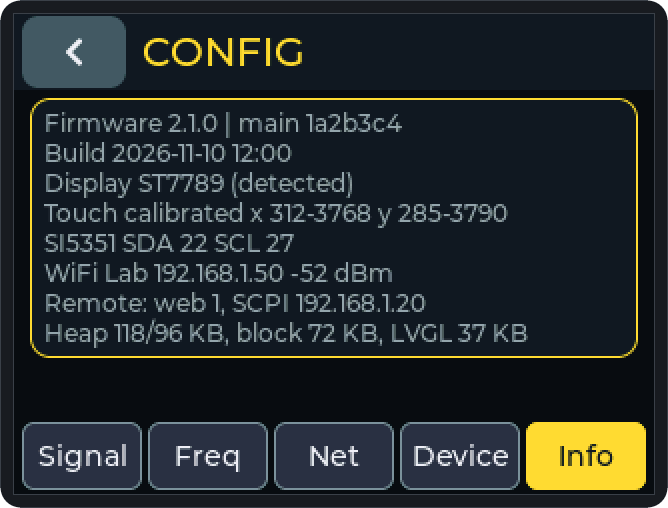 CONFIG
Firmware 2.1.0 | main 1a2b3c4
Build 2026-11-10 12:00
Display ST7789 (detected)
Touch calibrated x 312-3768 y 285-3790
SI5351 SDA 22 SCL 27
WiFi Lab 192.168.1.50 -52 dBm
Remote: web 1, SCPI 192.168.1.20
Heap 118/96 KB, block 72 KB, LVGL 37 KB
Signal Freq Net Device Info